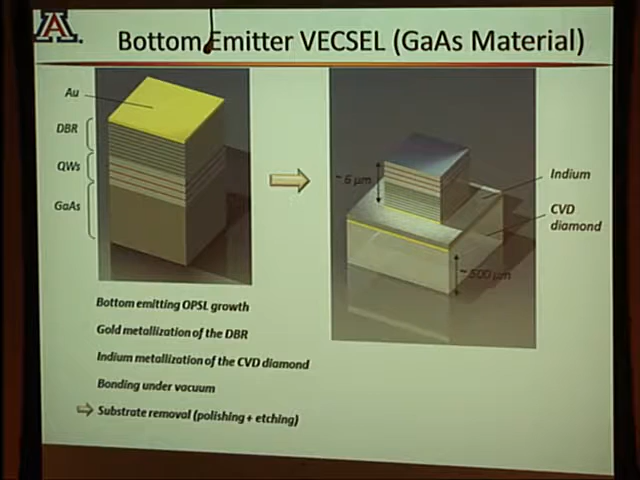 A
Bottom Emitter VECSEL (GaAs Material)
Au
DBR
QWs
GaAs
~ 6 µm
Indium
CVD
diamond
~ 500 µm
Bottom emitting OPSL growth
Gold metallization of the DBR
Indium metallization of the CVD diamond
Bonding under vacuum
Substrate removal (polishing + etching)